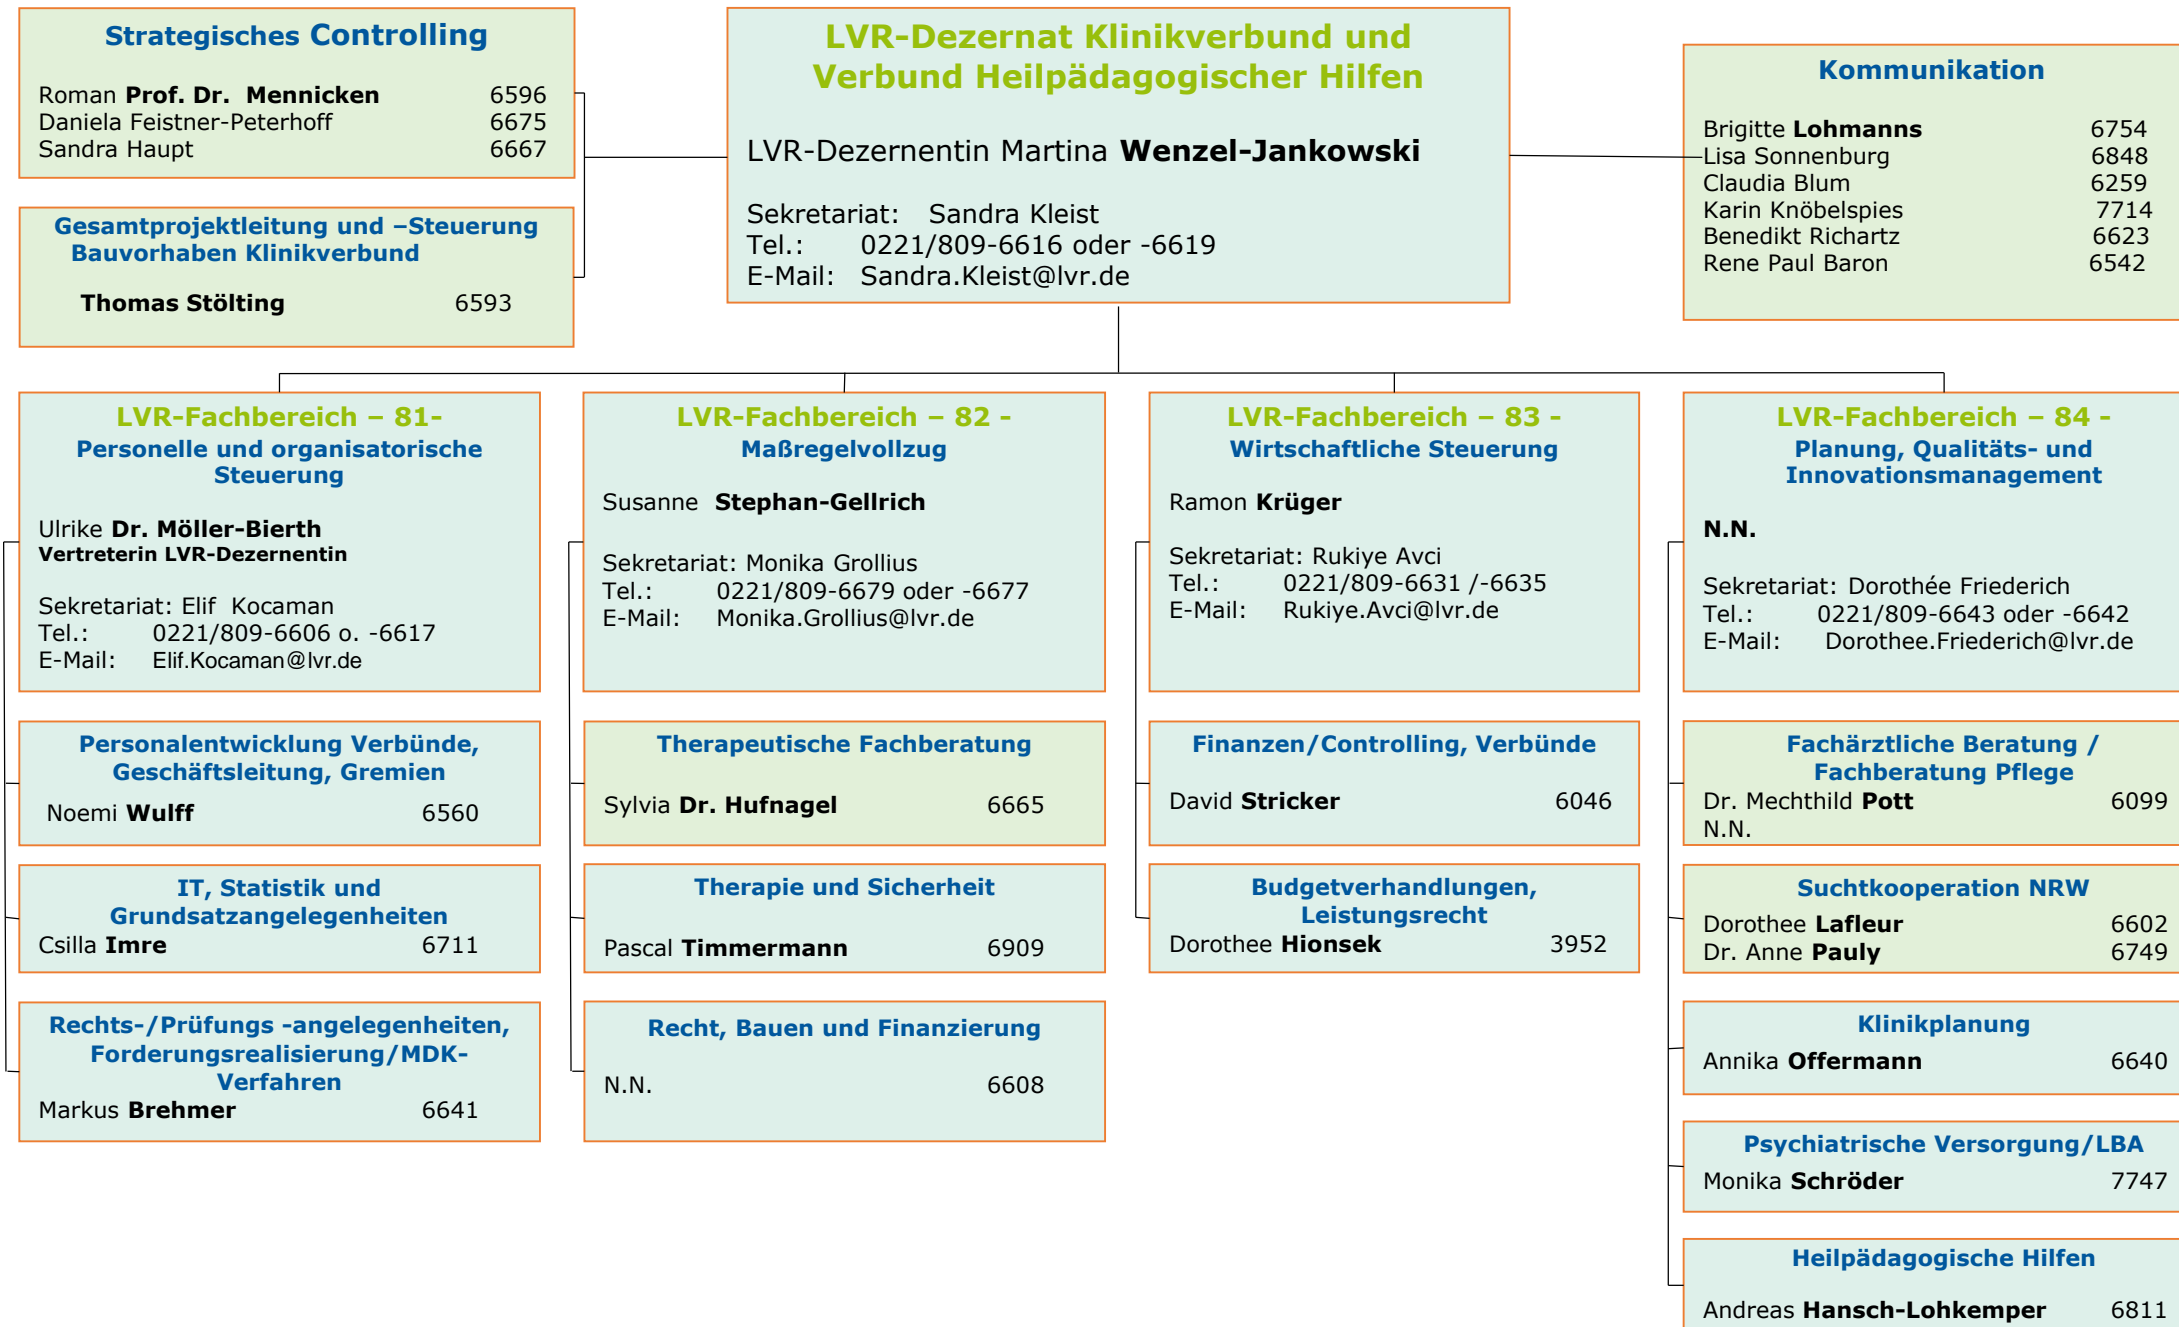 Strategisches Controlling
Roman Prof. Dr.  Mennicken 6596
Daniela Feistner-Peterhoff 6675
Sandra Haupt 6667
Gesamtprojektleitung und –Steuerung
Bauvorhaben Klinikverbund
Thomas Stölting 6593
LVR-Dezernat Klinikverbund und
Verbund Heilpädagogischer Hilfen
LVR-Dezernentin Martina Wenzel-Jankowski
Sekretariat: Sandra Kleist
Tel.: 0221/809-6616 oder -6619
E-Mail: Sandra.Kleist@lvr.de
Kommunikation
Brigitte Lohmanns 6754
Lisa Sonnenburg 6848
Claudia Blum 6259
Karin Knöbelspies 7714
Benedikt Richartz 6623
Rene Paul Baron 6542
LVR-Fachbereich – 81-
Personelle und organisatorische
Steuerung
Ulrike Dr. Möller-Bierth
Vertreterin LVR-Dezernentin
Sekretariat: Elif  Kocaman
Tel.: 0221/809-6606 o. -6617
E-Mail: Elif.Kocaman@lvr.de
Personalentwicklung Verbünde,
Geschäftsleitung, Gremien
Noemi Wulff 6560
IT, Statistik und
Grundsatzangelegenheiten
Csilla Imre 6711
Rechts-/Prüfungs -angelegenheiten,
Forderungsrealisierung/MDK-
Verfahren
Markus Brehmer 6641
LVR-Fachbereich – 82 -
Maßregelvollzug
Susanne  Stephan-Gellrich
Sekretariat: Monika Grollius
Tel.: 0221/809-6679 oder -6677
E-Mail: Monika.Grollius@lvr.de
Therapeutische Fachberatung
Sylvia Dr. Hufnagel 6665
Therapie und Sicherheit
Pascal Timmermann 6909
Recht, Bauen und Finanzierung
N.N. 6608
LVR-Fachbereich – 83 -
Wirtschaftliche Steuerung
Ramon Krüger
Sekretariat: Rukiye Avci
Tel.: 0221/809-6631 /-6635
E-Mail: Rukiye.Avci@lvr.de
Finanzen/Controlling, Verbünde
David Stricker 6046
Budgetverhandlungen,
Leistungsrecht
Dorothee Hionsek 3952
LVR-Fachbereich – 84 -
Planung, Qualitäts- und
Innovationsmanagement
N.N.
Sekretariat: Dorothée Friederich
Tel.: 0221/809-6643 oder -6642
E-Mail: Dorothee.Friederich@lvr.de
Fachärztliche Beratung /
Fachberatung Pflege
Dr. Mechthild Pott 6099
N.N.
Suchtkooperation NRW
Dorothee Lafleur 6602
Dr. Anne Pauly 6749
Klinikplanung
Annika Offermann 6640
Psychiatrische Versorgung/LBA
Monika Schröder 7747
Heilpädagogische Hilfen
Andreas Hansch-Lohkemper 6811